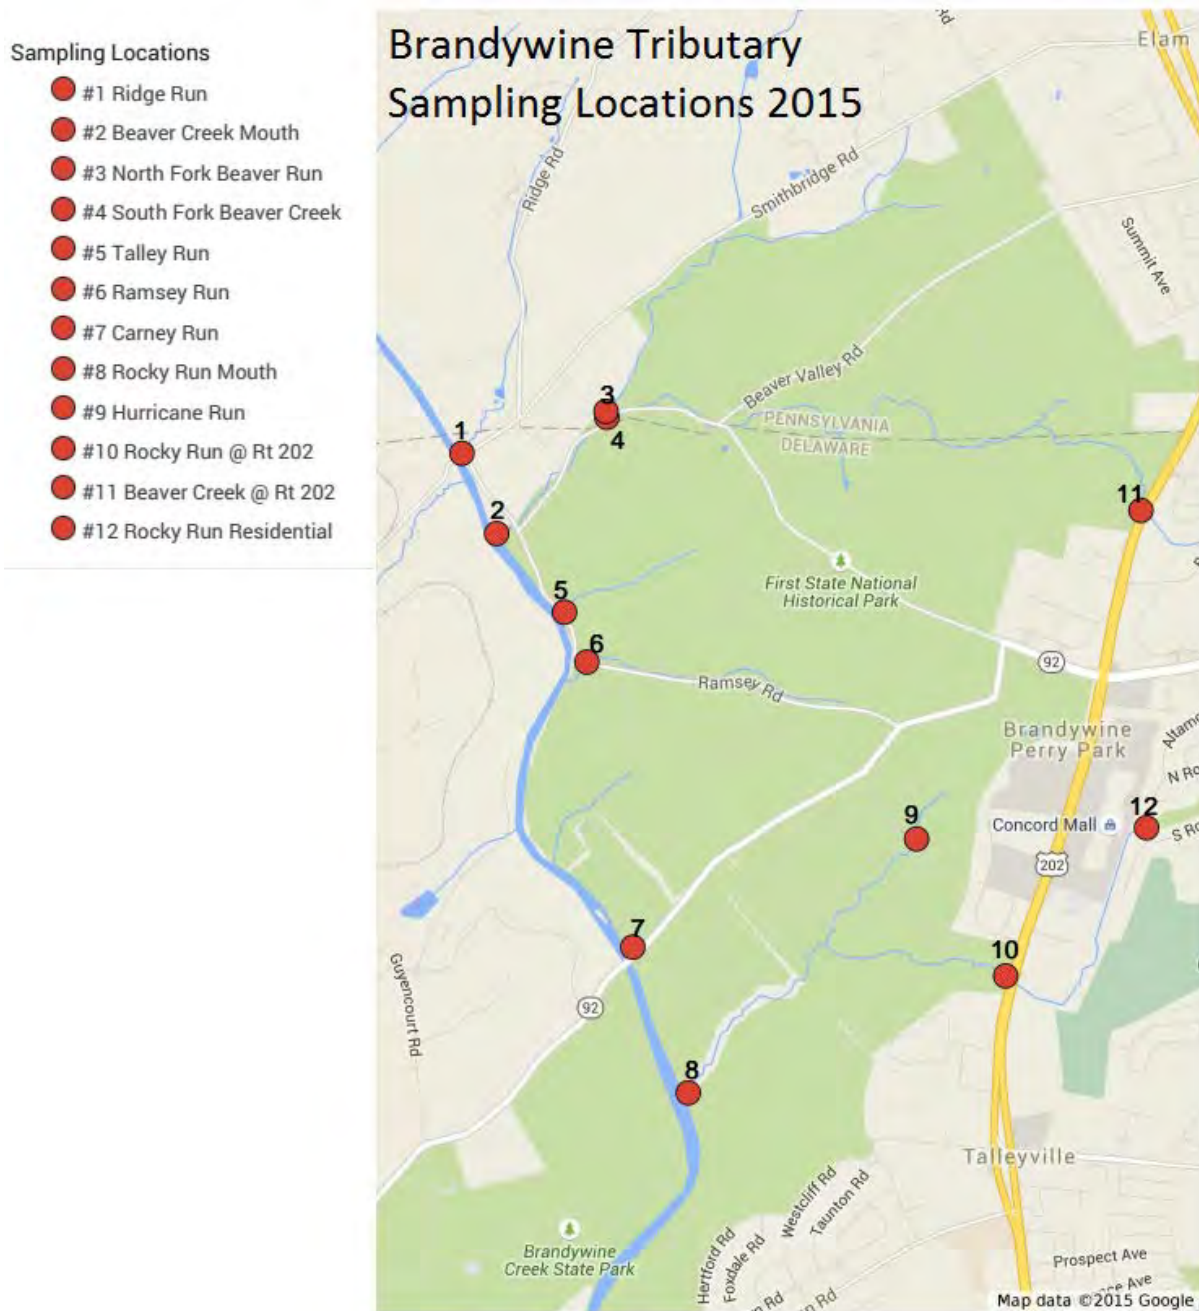 Sampling Locations
#1 Ridge Run
#2 Beaver Creek Mouth
#3 North Fork Beaver Run
#4 South Fork Beaver Creek
#5 Talley Run
#6 Ramsey Run
#7 Carney Run
#8 Rocky Run Mouth
#9 Hurricane Run
#10 Rocky Run @ Rt 202
#11 Beaver Creek @ Rt 202
#12 Rocky Run Residential
Brandywine Tributary
Sampling Locations 2015
Rd
Elam
Ridge Rd
Smithbridge Rd
Summit Ave
Beaver Valley Rd
3
PENNSYLVANIA
4
1
DELAWARE
11
2
First State National
Historical Park
5
6
92
Ramsey Rd
Brandywine
Perry Park
N Ro
9
Concord Mall
12
S Ro
202
7
10
Guyencourt Rd
92
8
Talleyville
Westcliff Rd
Taunton Rd
Hertford Rd
Foxdale Rd
Brandywine
Creek State Park
Prospect Ave
Ave
Rd
Rd
Map data ©2015 Google